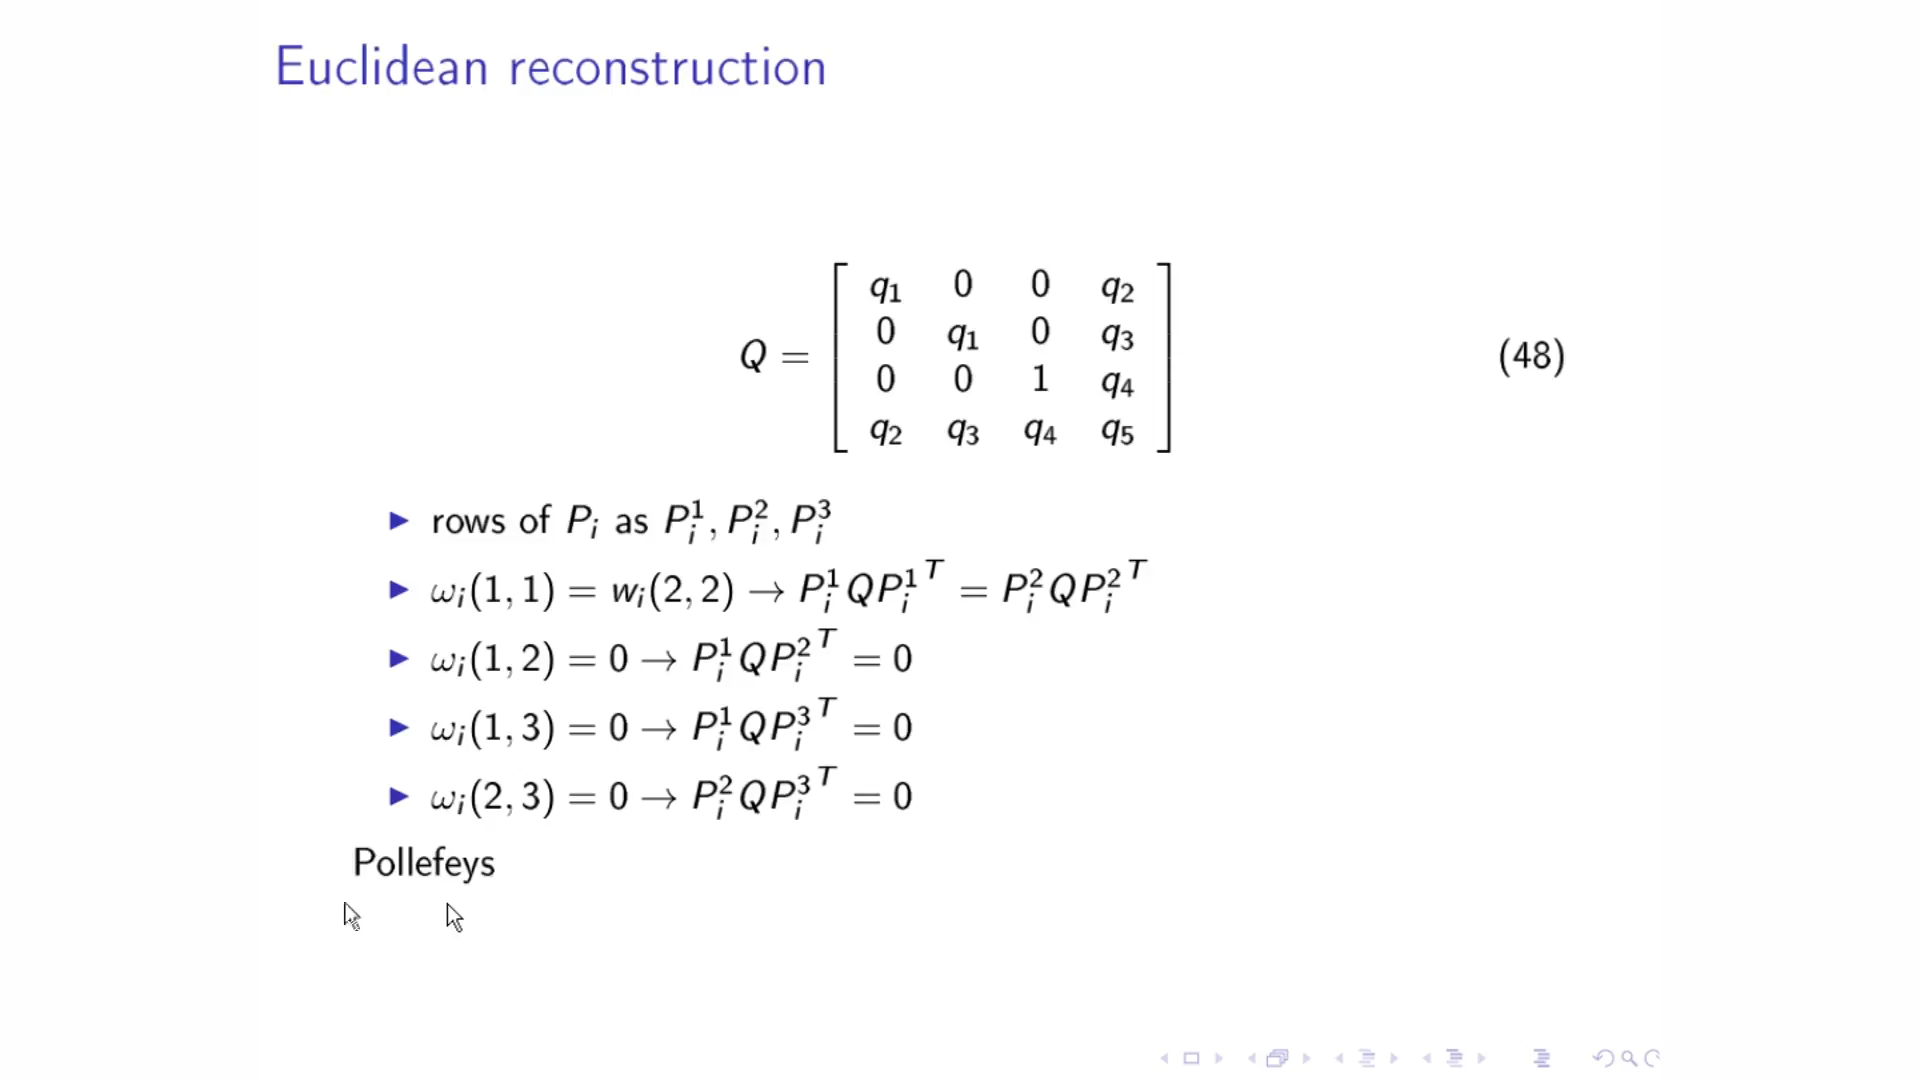 Euclidean reconstruction
Q = [ q₁ 0 0 q₂
0 q₁ 0 q₃
0 0 1 q₄
q₂ q₃ q₄ q₅ ] (48)
▶ rows of Pᵢ as Pᵢ¹, Pᵢ², Pᵢ³
▶ ωᵢ(1, 1) = wᵢ(2, 2) → Pᵢ¹QPᵢ¹ᵀ = Pᵢ²QPᵢ²ᵀ
▶ ωᵢ(1, 2) = 0 → Pᵢ¹QPᵢ²ᵀ = 0
▶ ωᵢ(1, 3) = 0 → Pᵢ¹QPᵢ³ᵀ = 0
▶ ωᵢ(2, 3) = 0 → Pᵢ²QPᵢ³ᵀ = 0
Pollefeys